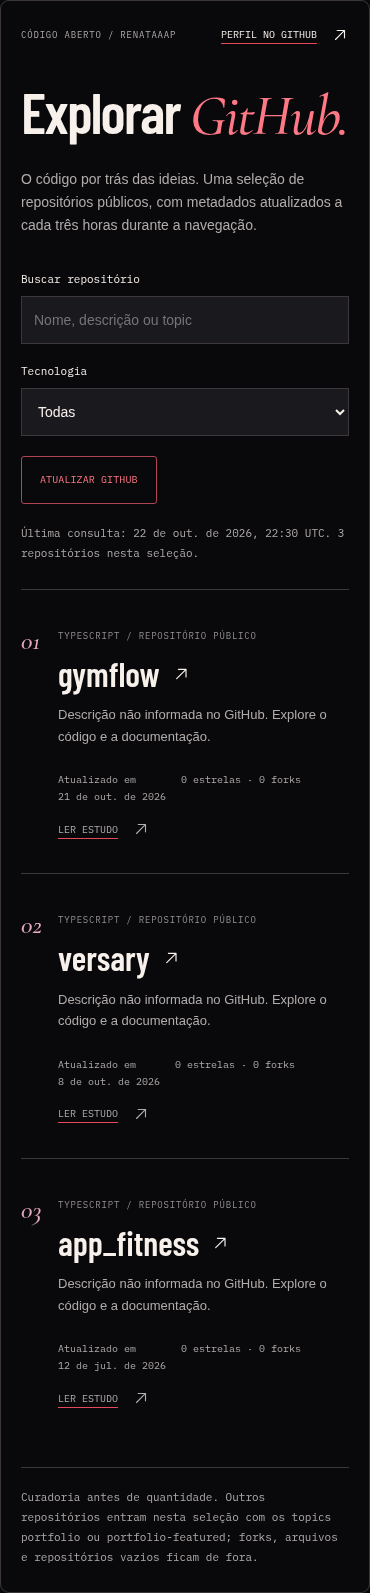 CÓDIGO ABERTO / RENATAAAP
PERFIL NO GITHUB
Explorar GitHub.
O código por trás das ideias. Uma seleção de
repositórios públicos, com metadados atualizados a
cada três horas durante a navegação.
Buscar repositório
Nome, descrição ou topic
Tecnologia
Todas
ATUALIZAR GITHUB
Última consulta: 22 de out. de 2026, 22:30 UTC. 3
repositórios nesta seleção.
01
TYPESCRIPT / REPOSITÓRIO PÚBLICO
gymflow
Descrição não informada no GitHub. Explore o
código e a documentação.
Atualizado em
21 de out. de 2026
0 estrelas · 0 forks
LER ESTUDO
02
TYPESCRIPT / REPOSITÓRIO PÚBLICO
versary
Descrição não informada no GitHub. Explore o
código e a documentação.
Atualizado em
8 de out. de 2026
0 estrelas · 0 forks
LER ESTUDO
03
TYPESCRIPT / REPOSITÓRIO PÚBLICO
app_fitness
Descrição não informada no GitHub. Explore o
código e a documentação.
Atualizado em
12 de jul. de 2026
0 estrelas · 0 forks
LER ESTUDO
Curadoria antes de quantidade. Outros
repositórios entram nesta seleção com os topics
portfolio ou portfolio-featured; forks, arquivos
e repositórios vazios ficam de fora.